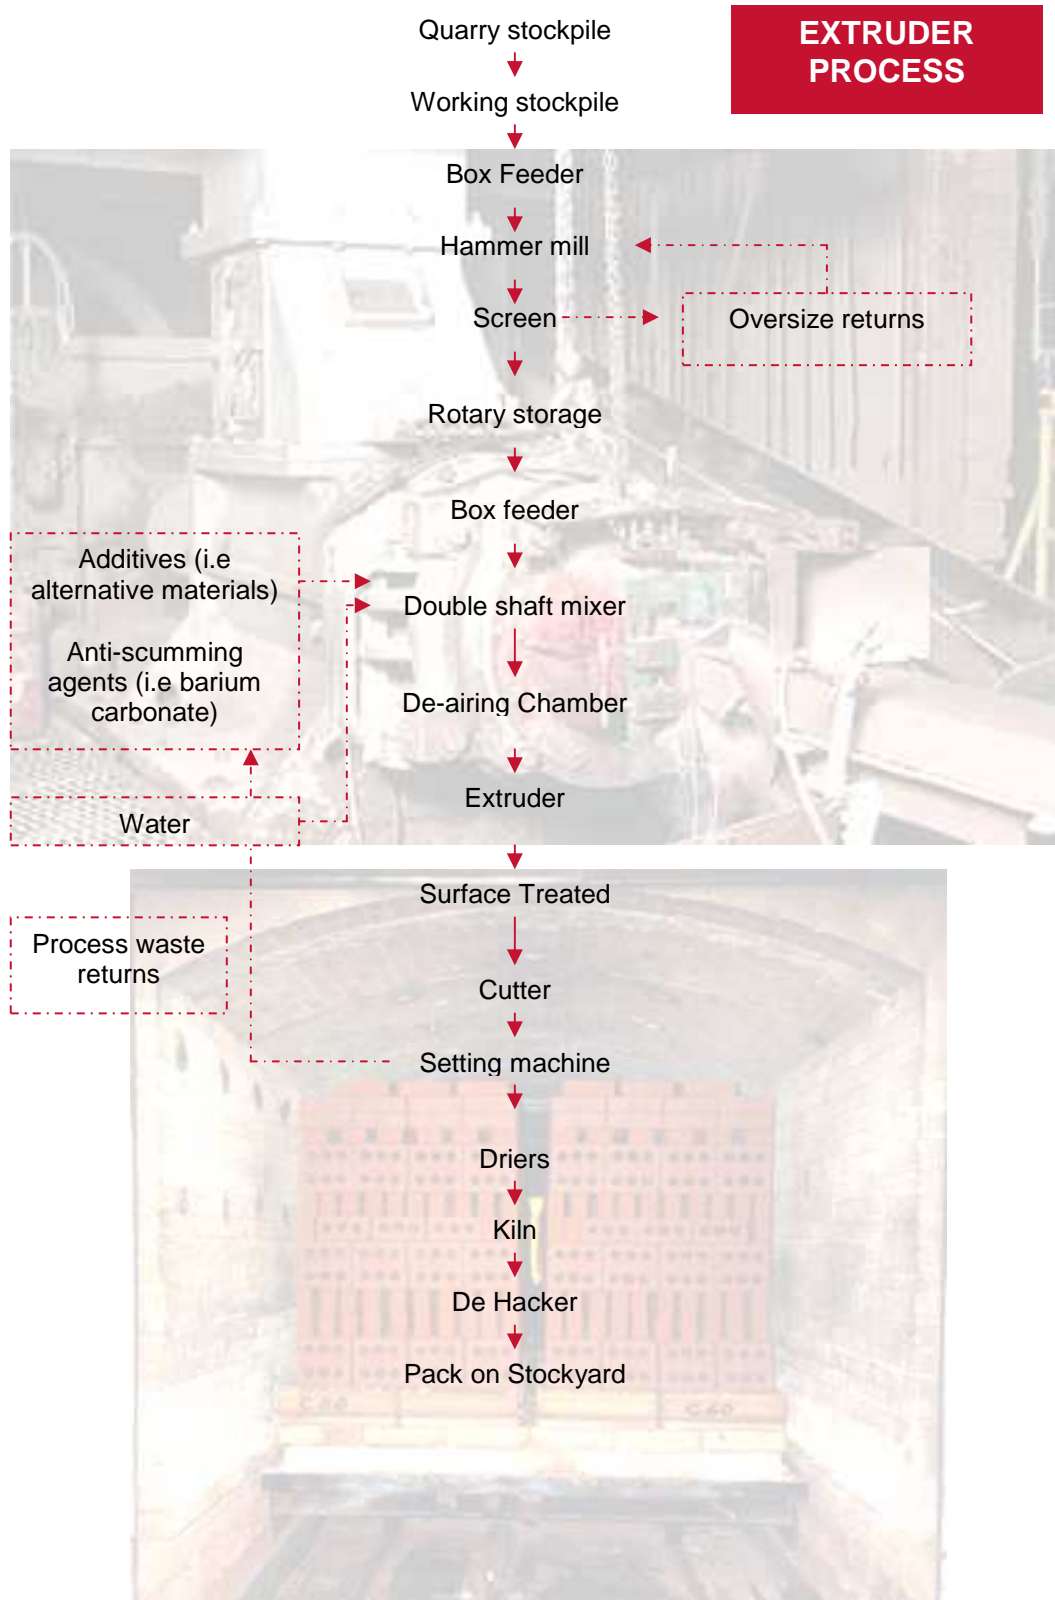 EXTRUDER
PROCESS
Quarry stockpile
Working stockpile
Box Feeder
Hammer mill
Screen
Oversize returns
Rotary storage
Box feeder
Additives (i.e
alternative materials)
Anti-scumming
agents (i.e barium
carbonate)
Double shaft mixer
De-airing Chamber
Extruder
Water
Surface Treated
Process waste
returns
Cutter
Setting machine
Driers
Kiln
De Hacker
Pack on Stockyard